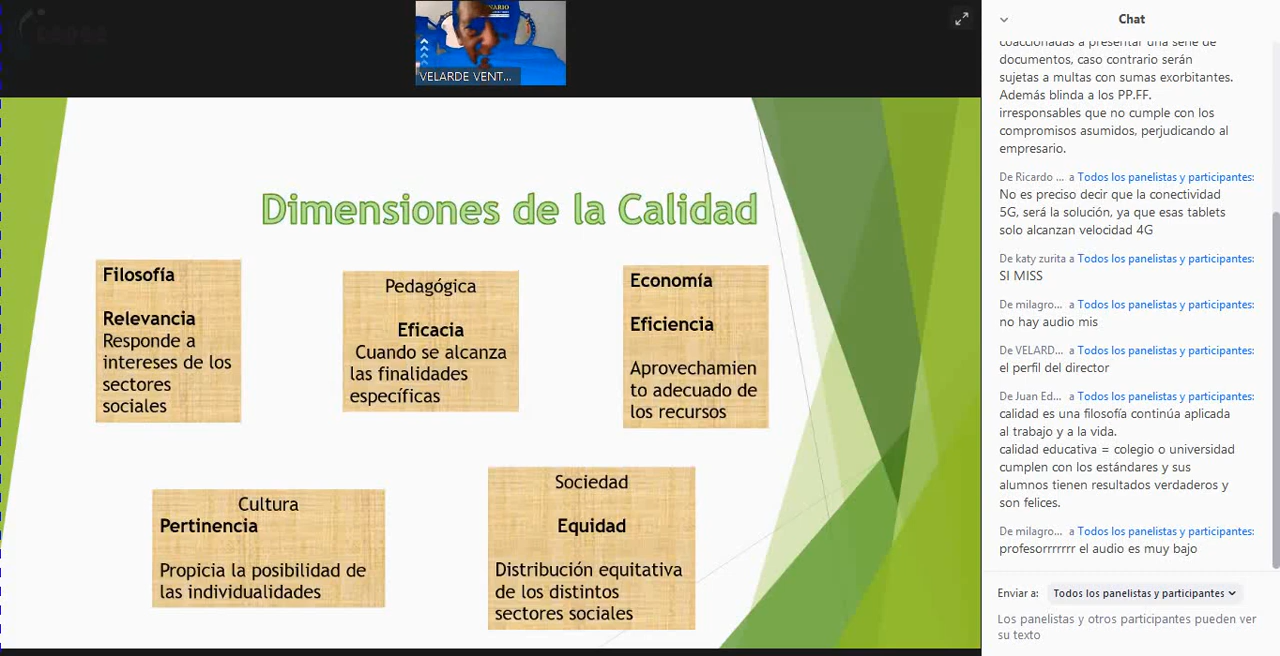 NARIO
VELARDE VENT...
Dimensiones de la Calidad
Filosofía
Relevancia
Responde a
intereses de los
sectores
sociales
Pedagógica
Eficacia
Cuando se alcanza
las finalidades
específicas
Economía
Eficiencia
Aprovechamien
to adecuado de
los recursos
Cultura
Pertinencia
Propicia la posibilidad de
las individualidades
Sociedad
Equidad
Distribución equitativa
de los distintos
sectores sociales
Chat
coaccionadas a presentar una serie de
documentos, caso contrario serán
sujetas a multas con sumas exorbitantes.
Además blinda a los PP.FF.
irresponsables que no cumple con los
compromisos asumidos, perjudicando al
empresario.
De Ricardo ... a Todos los panelistas y participantes:
No es preciso decir que la conectividad
5G, será la solución, ya que esas tablets
solo alcanzan velocidad 4G
De katy zurita a Todos los panelistas y participantes:
SI MISS
De milagro... a Todos los panelistas y participantes:
no hay audio mis
De VELARD... a Todos los panelistas y participantes:
el perfil del director
De Juan Ed... a Todos los panelistas y participantes:
calidad es una filosofía continúa aplicada
al trabajo y a la vida.
calidad educativa = colegio o universidad
cumplen con los estándares y sus
alumnos tienen resultados verdaderos y
son felices.
De milagro... a Todos los panelistas y participantes:
profesorrrrrrr el audio es muy bajo
Enviar a: Todos los panelistas y participantes
Los panelistas y otros participantes pueden ver
su texto